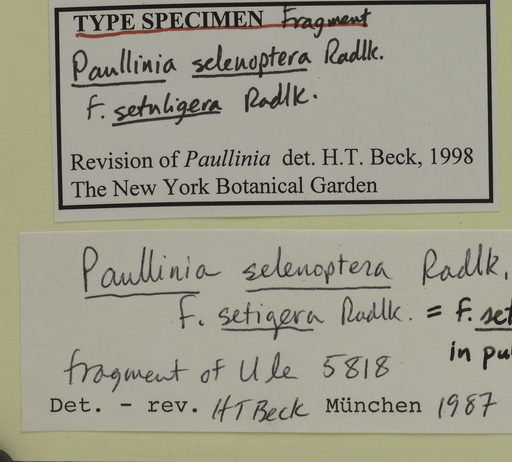 TYPE SPECIMEN Fragment
Paullinia selenoptera Radlk.
f. setuligera Radlk.
Revision of Paullinia det. H.T. Beck, 1998
The New York Botanical Garden
Paullinia selenoptera Radlk.
f. setigera Radlk. = f. set
in pu
fragment of Ule 5818
Det. - rev. HT Beck München 1987